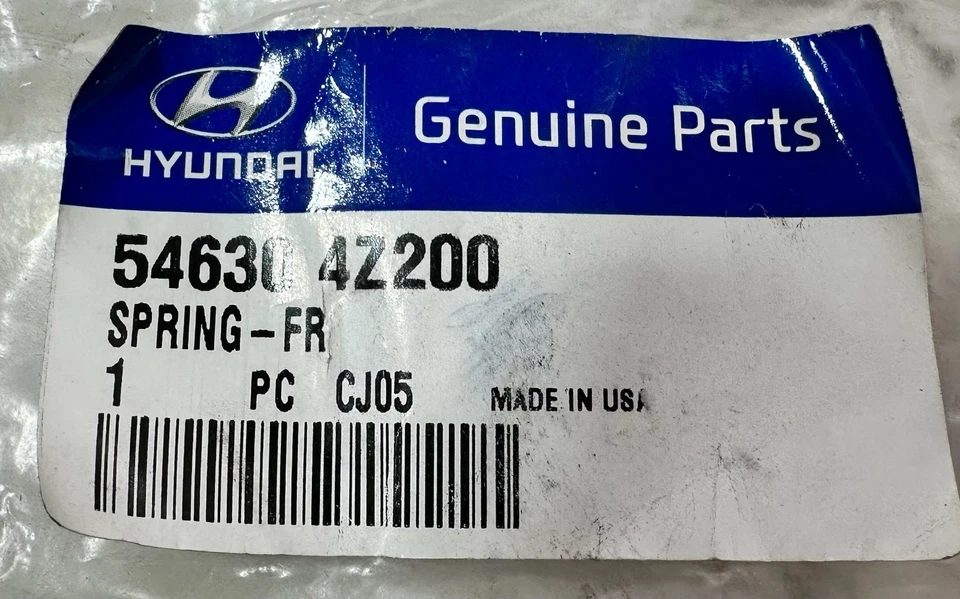 HYUNDAI
Genuine Parts
54630 4Z200
SPRING-FR
1 PC CJ05 MADE IN USA